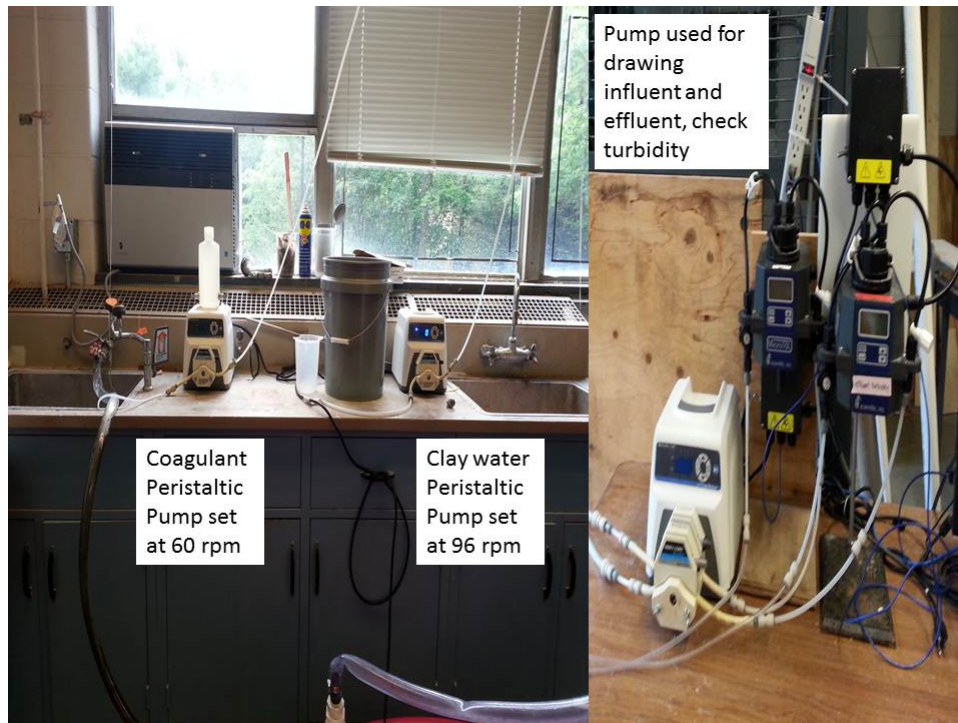 Pump used for
drawing
influent and
effluent, check
turbidity
Coagulant
Peristaltic
Pump set
at 60 rpm
Clay water
Peristaltic
Pump set
at 96 rpm